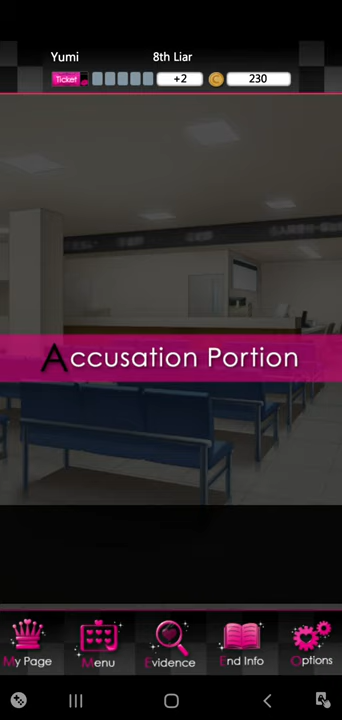 Yumi 8th Liar
Ticket +2 230
Accusation Portion
My Page Menu Evidence End Info Options